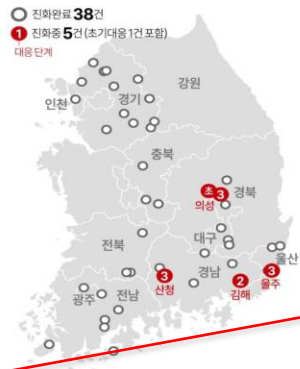 진화완료 38건
1 진화중 5건 (초기대응 1건 포함)
대응 단계
강원
경기
인천
충북
초 3 경북
의성
대구
전북
울산
3 경남 3
산청 2 울주
김해
광주 전남